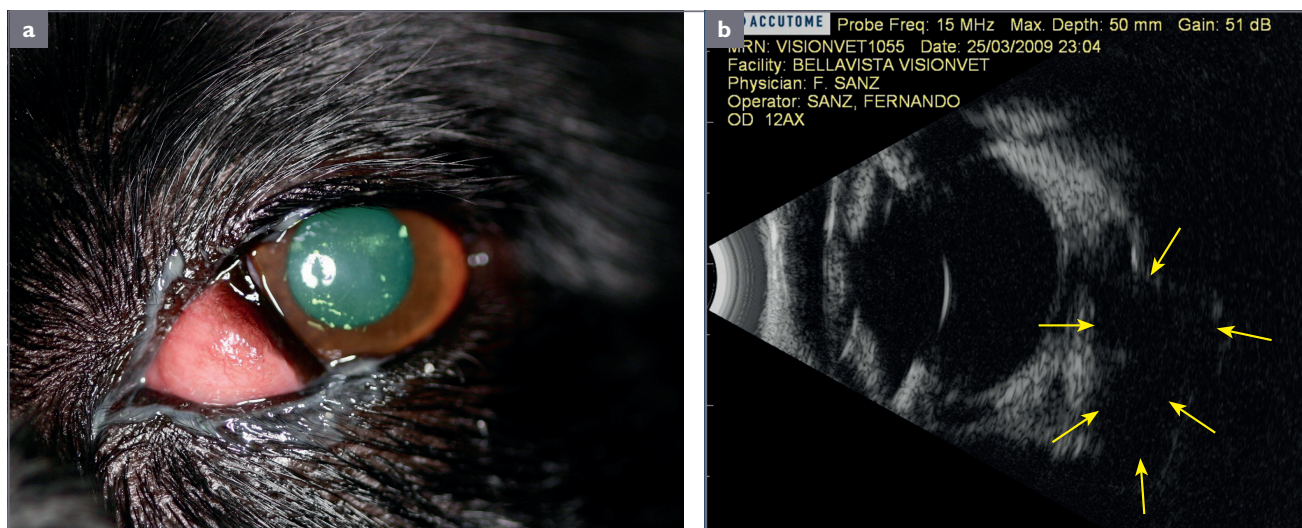 a
b
ACCUTOME Probe Freq: 15 MHz Max. Depth: 50 mm Gain: 51 dB
MRN: VISIONVET1055 Date: 25/03/2009 23:04
Facility: BELLAVISTA VISIONVET
Physician: F. SANZ
Operator: SANZ, FERNANDO
OD 12AX